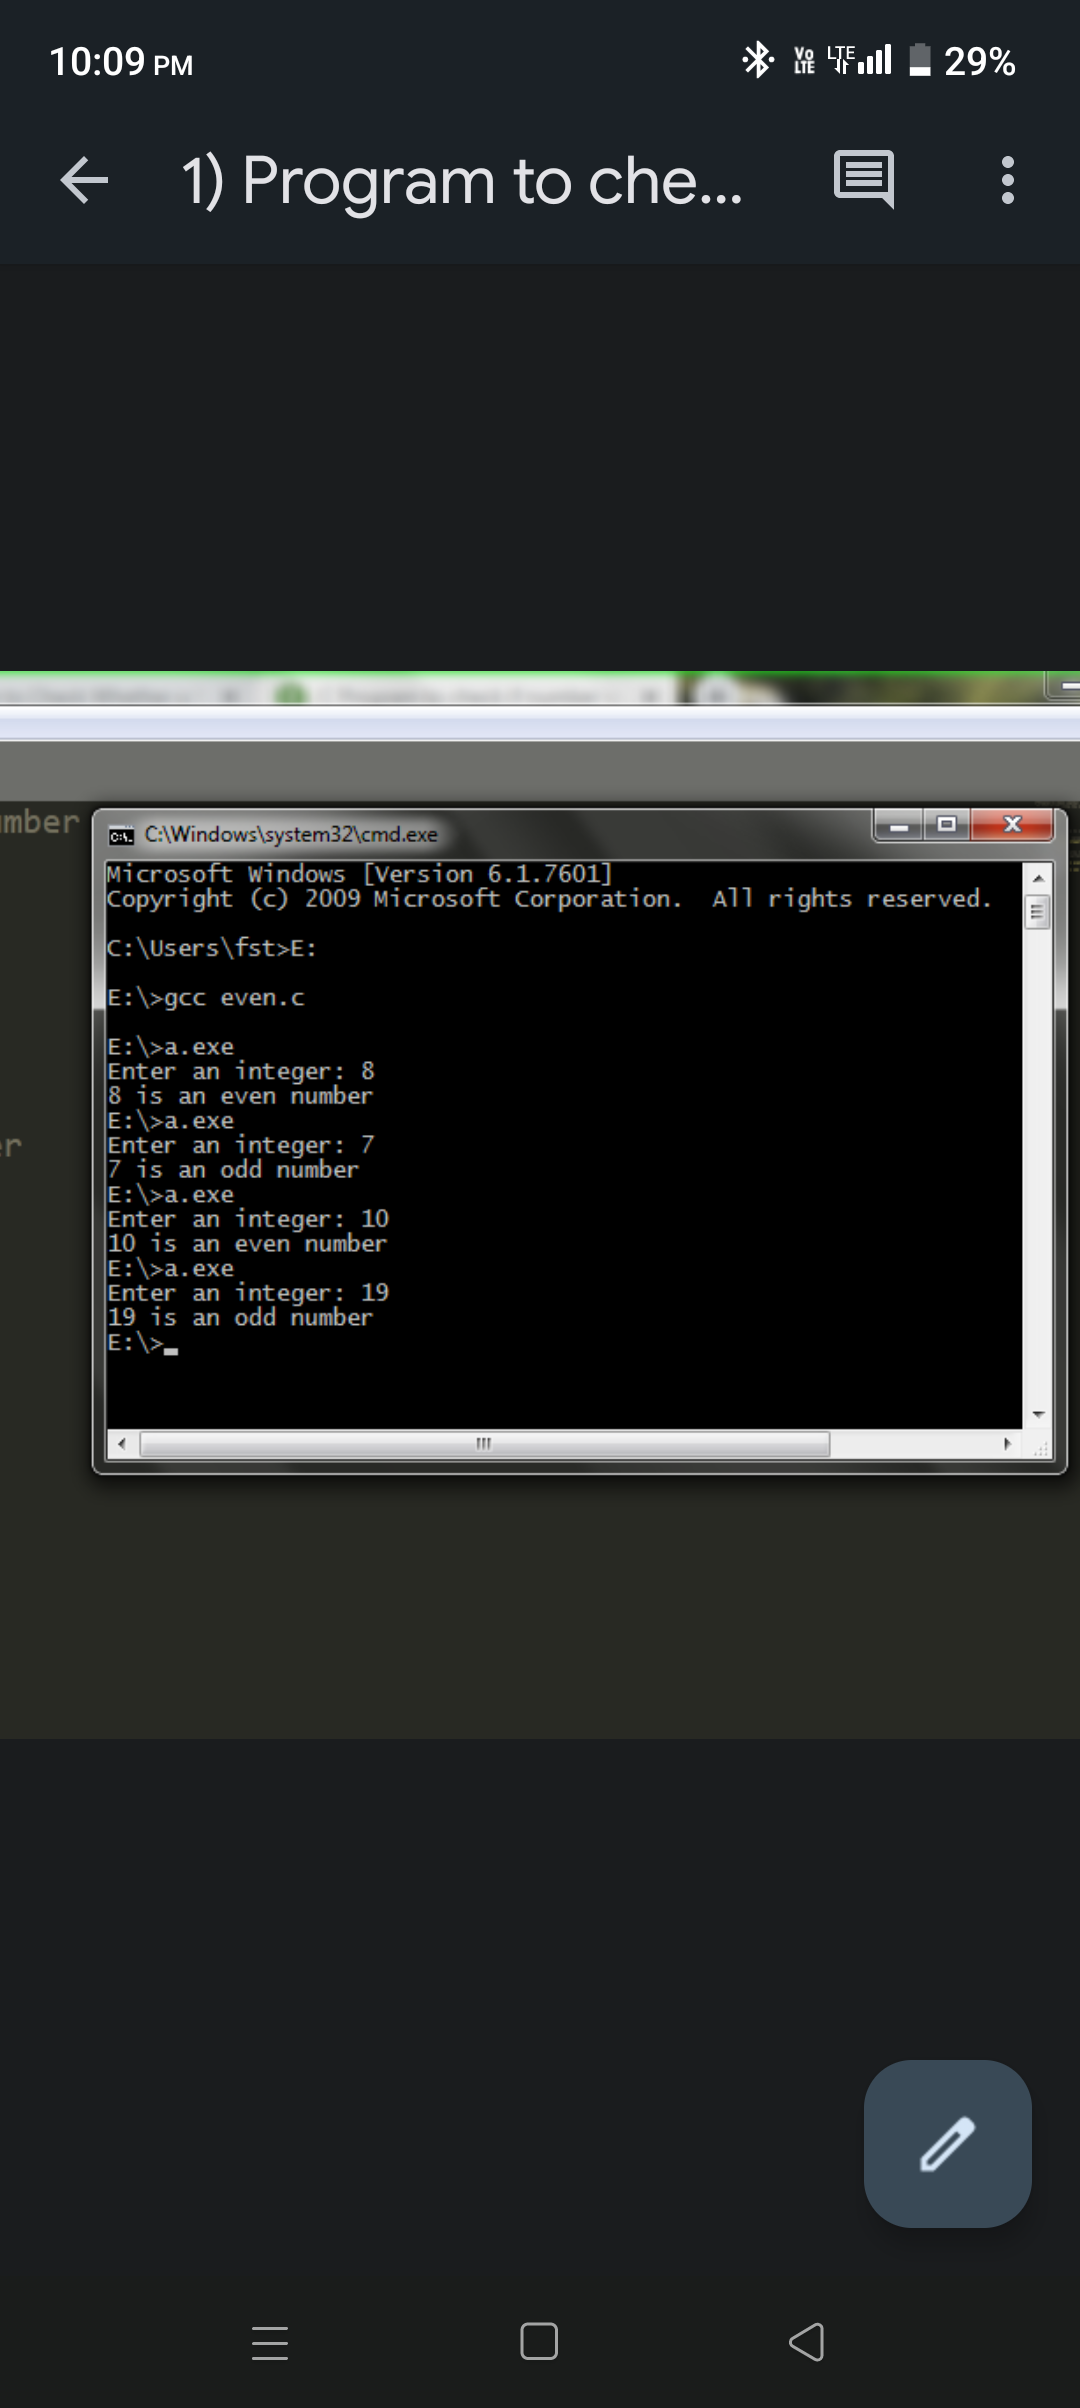 10:09 PM
Vo LTE LTE 29%
1) Program to che...
mber
C:\Windows\system32\cmd.exe
Microsoft Windows [Version 6.1.7601]
Copyright (c) 2009 Microsoft Corporation.  All rights reserved.
C:\Users\fst>E:
E:\>gcc even.c
E:\>a.exe
Enter an integer: 8
8 is an even number
E:\>a.exe
Enter an integer: 7
er
7 is an odd number
E:\>a.exe
Enter an integer: 10
10 is an even number
E:\>a.exe
Enter an integer: 19
19 is an odd number
E:\>